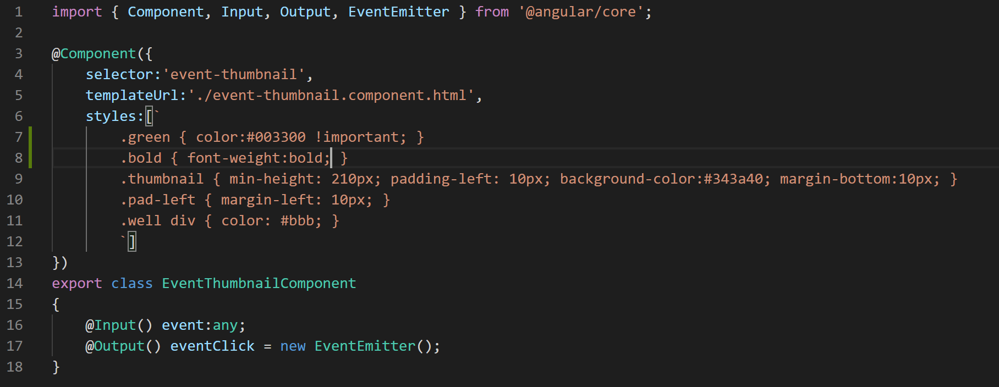 1 import { Component, Input, Output, EventEmitter } from '@angular/core';
2
3 @Component({
4     selector:'event-thumbnail',
5     templateUrl:'./event-thumbnail.component.html',
6     styles:[`
7         .green { color:#003300 !important; }
8         .bold { font-weight:bold; }
9         .thumbnail { min-height: 210px; padding-left: 10px; background-color:#343a40; margin-bottom:10px; }
10         .pad-left { margin-left: 10px; }
11         .well div { color: #bbb; }
12         `]
13 })
14 export class EventThumbnailComponent
15 {
16     @Input() event:any;
17     @Output() eventClick = new EventEmitter();
18 }